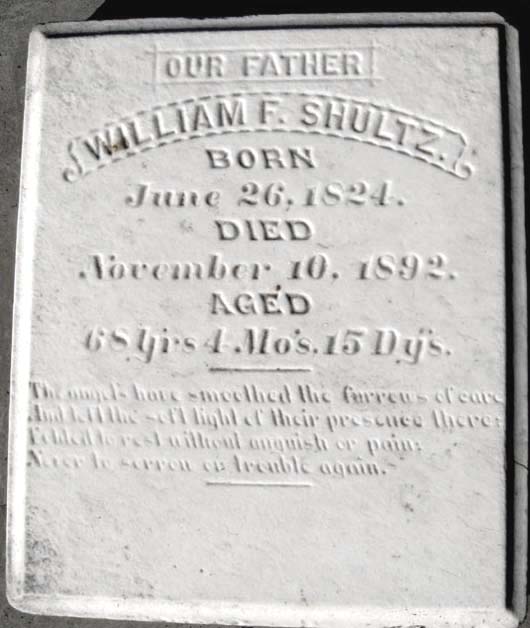 OUR FATHER
WILLIAM F. SHULTZ.
BORN
June 26, 1824.
DIED
November 10, 1892.
AGED
68 Yrs 4 Mo's. 15 Dy's.
The angels have smoothed the furrows of care
And left the soft light of their presence there:
to rest without anguish or pain:
Never to sorrow or trouble again.